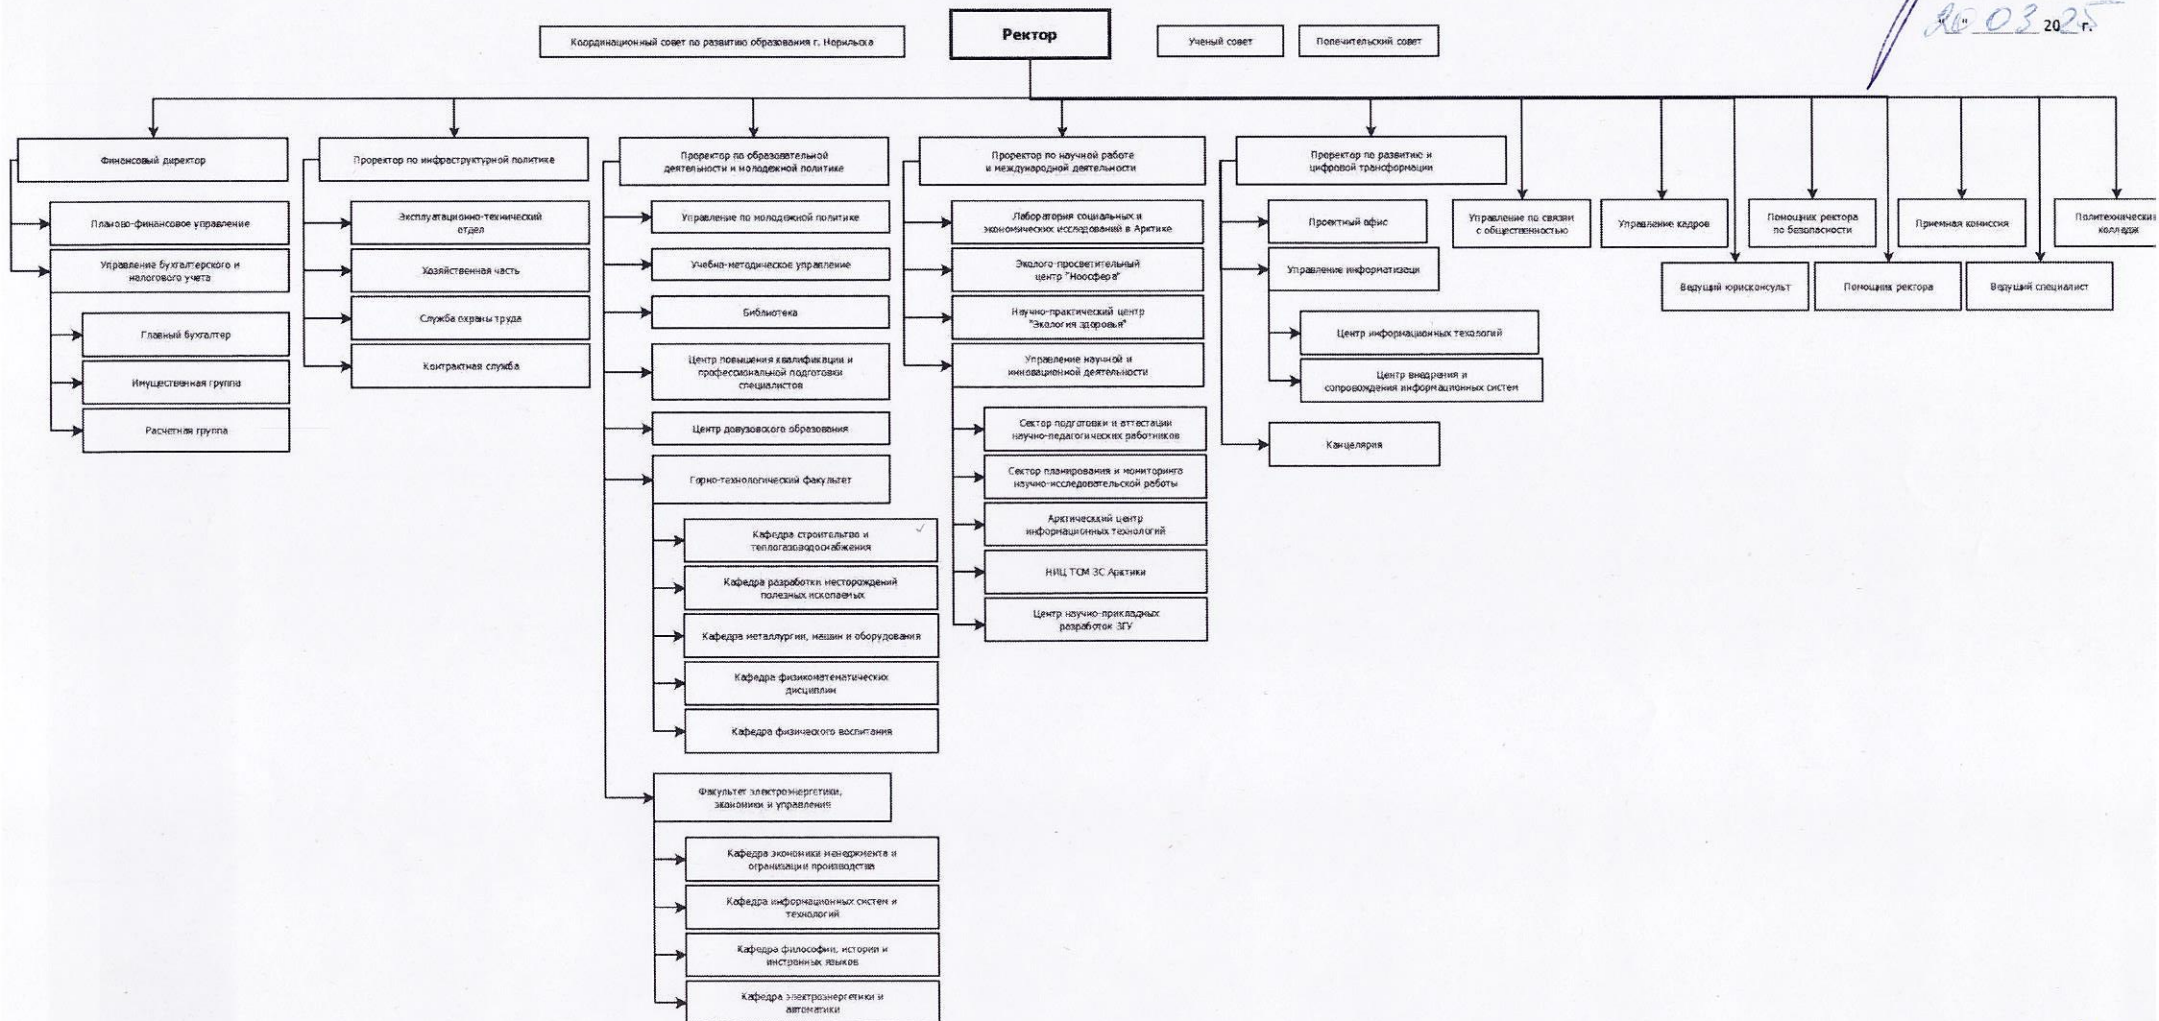 Координационный совет по развитию образования г. Норильска
Ректор
Ученый совет
Попечительский совет
20 03 2025 г.
Финансовый директор
Планово-финансовое управление
Управление бухгалтерского и
налогового учета
Главный бухгалтер
Имущественная группа
Расчетная группа
Проректор по инфраструктурной политике
Эксплуатационно-технический
отдел
Хозяйственная часть
Служба охраны труда
Контрактная служба
Проректор по образовательной
деятельности и молодежной политике
Управление по молодежной политике
Учебно-методическое управление
Библиотека
Центр повышения квалификации и
профессиональной подготовки
специалистов
Центр довузовского образования
Горно-технологический факультет
Кафедра строительства и
теплогазоводоснабжения
Кафедра разработки месторождений
полезных ископаемых
Кафедра металлургии, машин и оборудования
Кафедра физикоматематических
дисциплин
Кафедра физического воспитания
Факультет электроэнергетики,
экономики и управления
Кафедра экономики менеджмента и
огранизации производства
Кафедра информационных систем и
технологий
Кафедра философии, истории и
инстранных языков
Кафедра электроэнергетики и
автоматики
Проректор по научной работе
и международной деятельности
Лаборатория социальных и
экономических исследований в Арктике
Эколого-просветительный
центр "Ноосфера"
Научно-практический центр
"Экология здоровья"
Управление научной и
инновационной деятельности
Сектор подготовки и аттестации
научно-педагогических работников
Сектор планирования и мониторинга
научно-исследовательской работы
Арктический центр
информационных технологий
НИЦ ТСМ ЗС Арктики
Центр научно-прикладных
разработок ЗГУ
Проректор по развитию и
цифровой трансформации
Проектный офис
Управление информатизаци
Центр информационных техологий
Центр внедрения и
сопровождения информационных систем
Канцелярия
Управление по связям
с общественностью
Управление кадров
Помощник ректора
по безопасности
Приемная комиссия
Политехнически
колледж
Ведущий юрисконсульт
Помощник ректора
Ведущий специалист